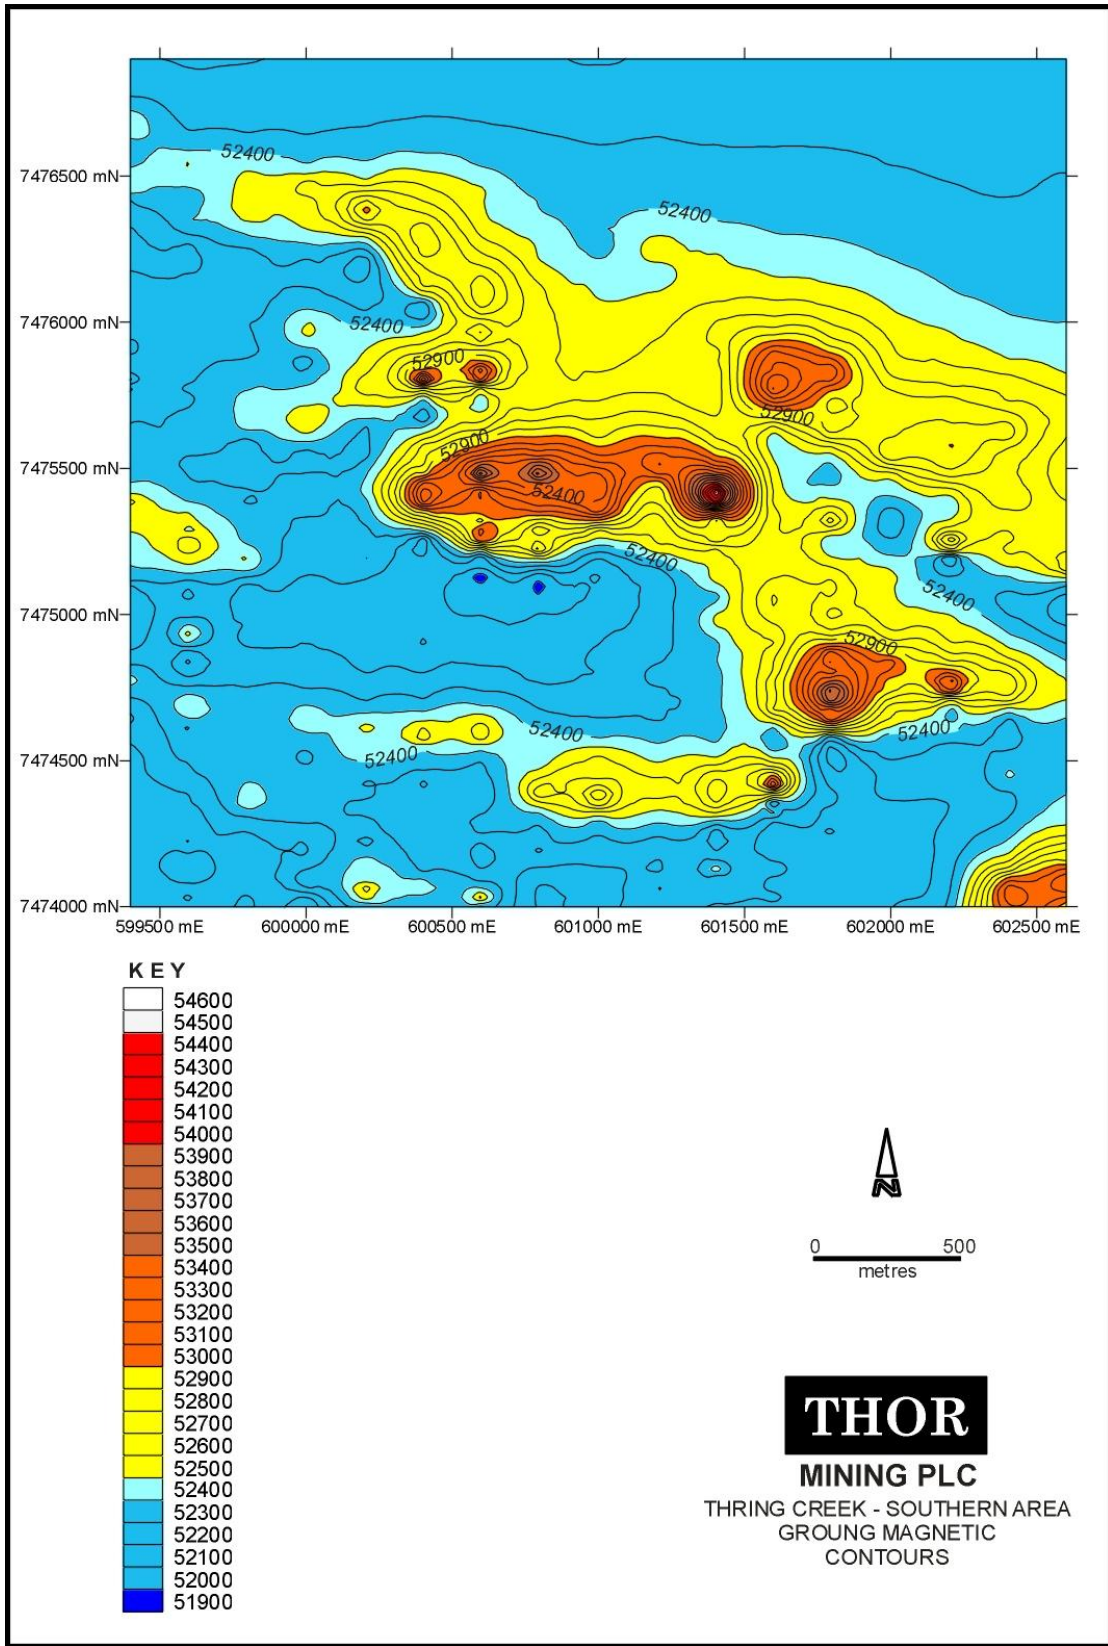 52400
7476500 mN
52400
52400
7476000 mN
52900
52900
52900
7475500 mN
52400
52400
7475000 mN
52400
52900
52400
52400
52400
7474500 mN
7474000 mN
599500 mE
600000 mE
600500 mE
601000 mE
601500 mE
602000 mE
602500 mE
KEY
54600
54500
54400
54300
54200
54100
54000
53900
53800
53700
53600
53500
53400
53300
53200
53100
53000
52900
52800
52700
52600
52500
52400
52300
52200
52100
52000
51900
N
0 500
metres
THOR
MINING PLC
THRING CREEK - SOUTHERN AREA
GROUNG MAGNETIC
CONTOURS